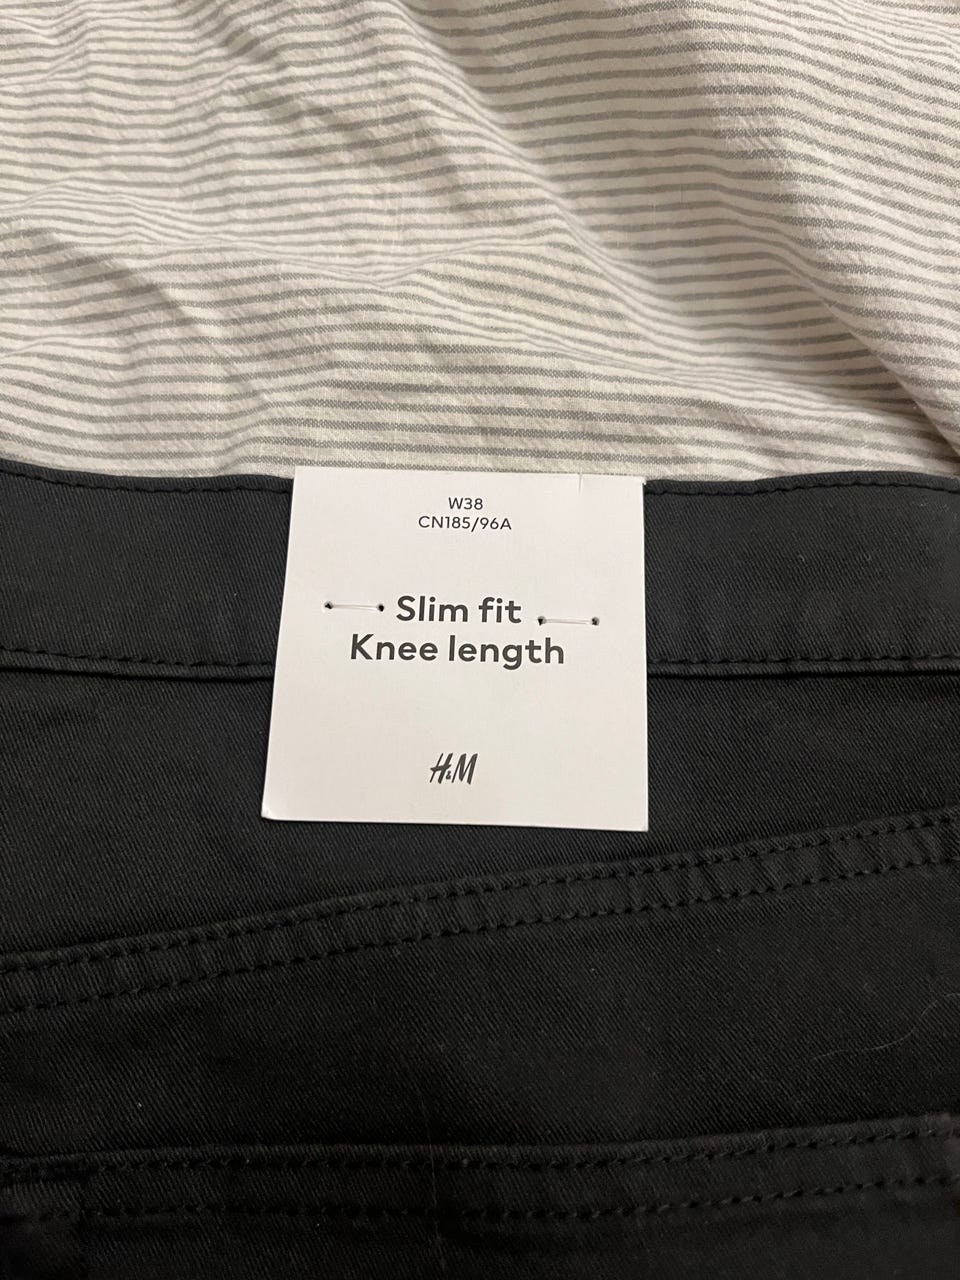 W38
CN185/96A
Slim fit
Knee length
H&M